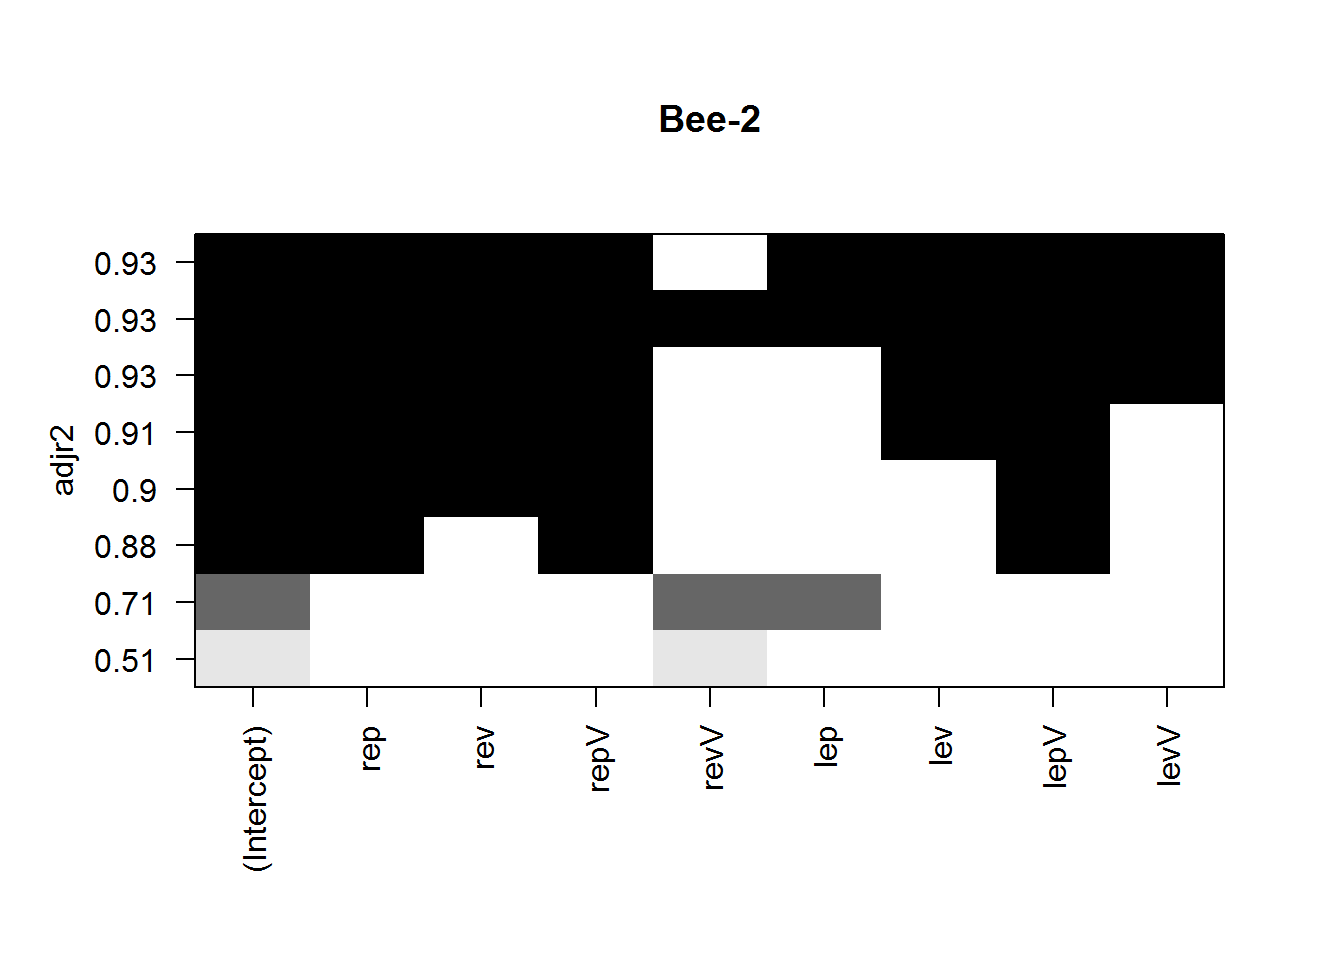 Bee-2
adjr2
0.93
0.93
0.93
0.91
0.9
0.88
0.71
0.51
(Intercept)
rep
rev
repV
revV
lep
lev
lepV
levV